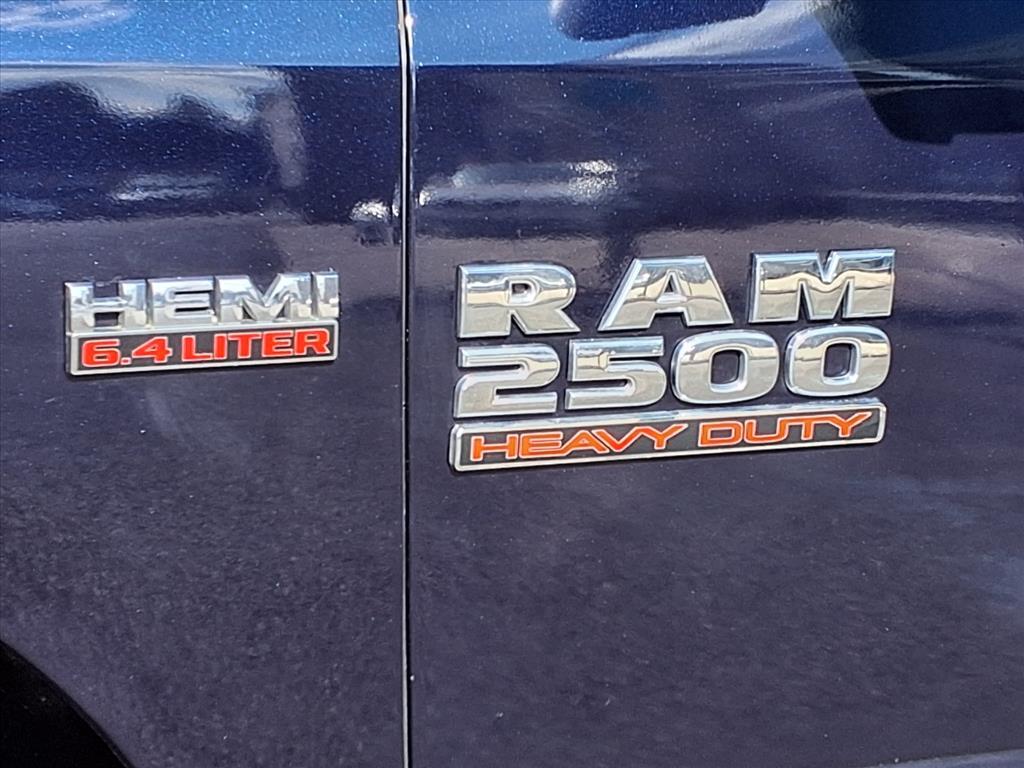 HEMI
6.4 LITER
RAM
2500
HEAVY DUTY